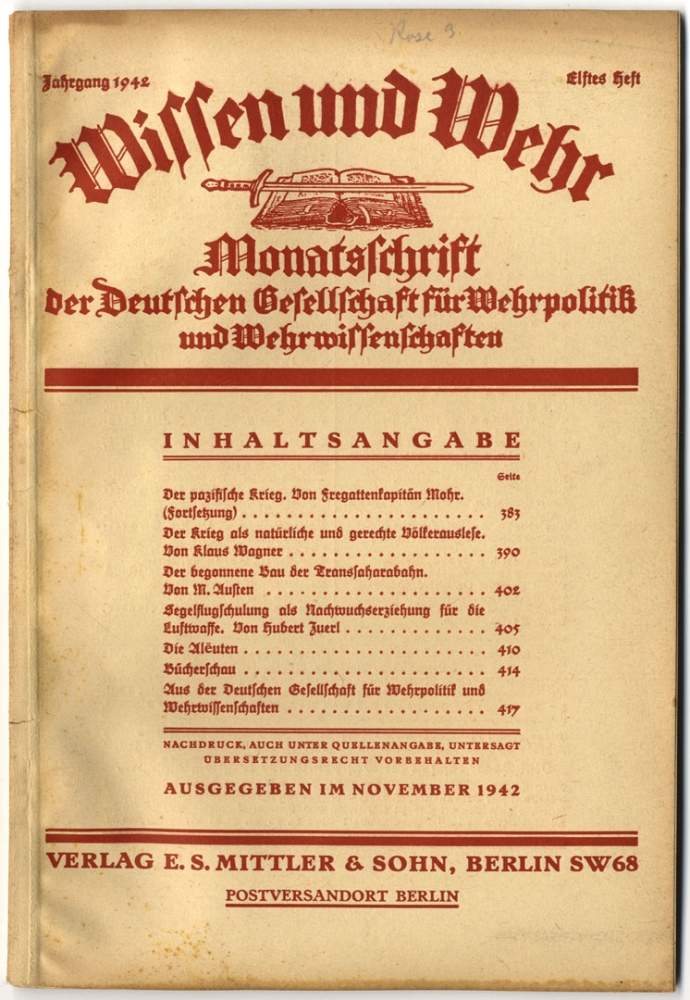 Rose 3
Jahrgang 1942
Elftes Heft
Wissen und Wehr
Monatsschrift
der Deutschen Gesellschaft für Wehrpolitik
und Wehrwissenschaften
INHALTSANGABE
Seite
Der pazifische Krieg. Von Fregattenkapitän Mohr.
(Fortsetzung) . . . . . . . . . . . . . . . . . . . . . . 383
Der Krieg als natürliche und gerechte Völkerauslese.
Von Klaus Wagner . . . . . . . . . . . . . . . . . . 390
Der begonnene Bau der Transsaharabahn.
Von M. Austen . . . . . . . . . . . . . . . . . . . . 402
Segelflugschulung als Nachwuchserziehung für die
Luftwaffe. Von Hubert Zuerl . . . . . . . . . . . . . 405
Die Alëuten . . . . . . . . . . . . . . . . . . . . . . 410
Bücherschau . . . . . . . . . . . . . . . . . . . . . . 414
Aus der Deutschen Gesellschaft für Wehrpolitik und
Wehrwissenschaften . . . . . . . . . . . . . . . . . . 417
NACHDRUCK, AUCH UNTER QUELLENANGABE, UNTERSAGT
ÜBERSETZUNGSRECHT VORBEHALTEN
AUSGEGEBEN IM NOVEMBER 1942
VERLAG E. S. MITTLER & SOHN, BERLIN SW68
POSTVERSANDORT BERLIN